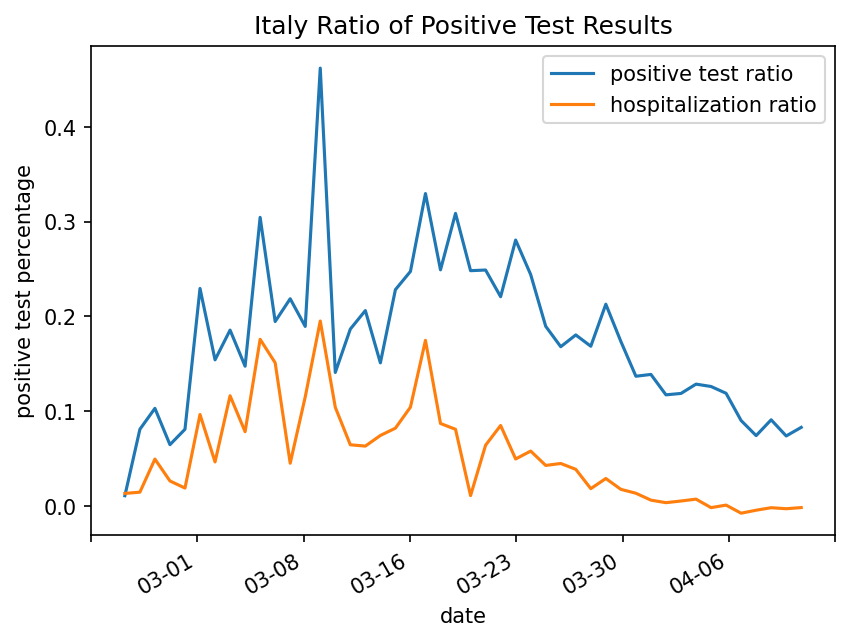 Italy Ratio of Positive Test Results
positive test ratio
hospitalization ratio
positive test percentage
0.4
0.3
0.2
0.1
0.0
03-01
03-08
03-16
03-23
03-30
04-06
date